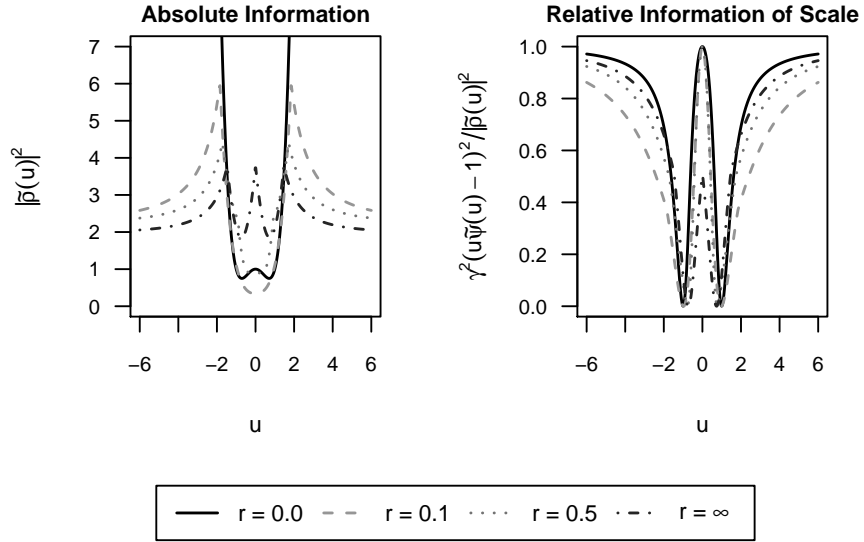 Absolute Information
|ρ̃(u)|²
7
6
5
4
3
2
1
0
−6 −2 0 2 4 6
u
Relative Information of Scale
γ²(uψ̃(u) − 1)²/|ρ̃(u)|²
1.0
0.8
0.6
0.4
0.2
0.0
−6 −2 0 2 4 6
u
r = 0.0 r = 0.1 r = 0.5 r = ∞